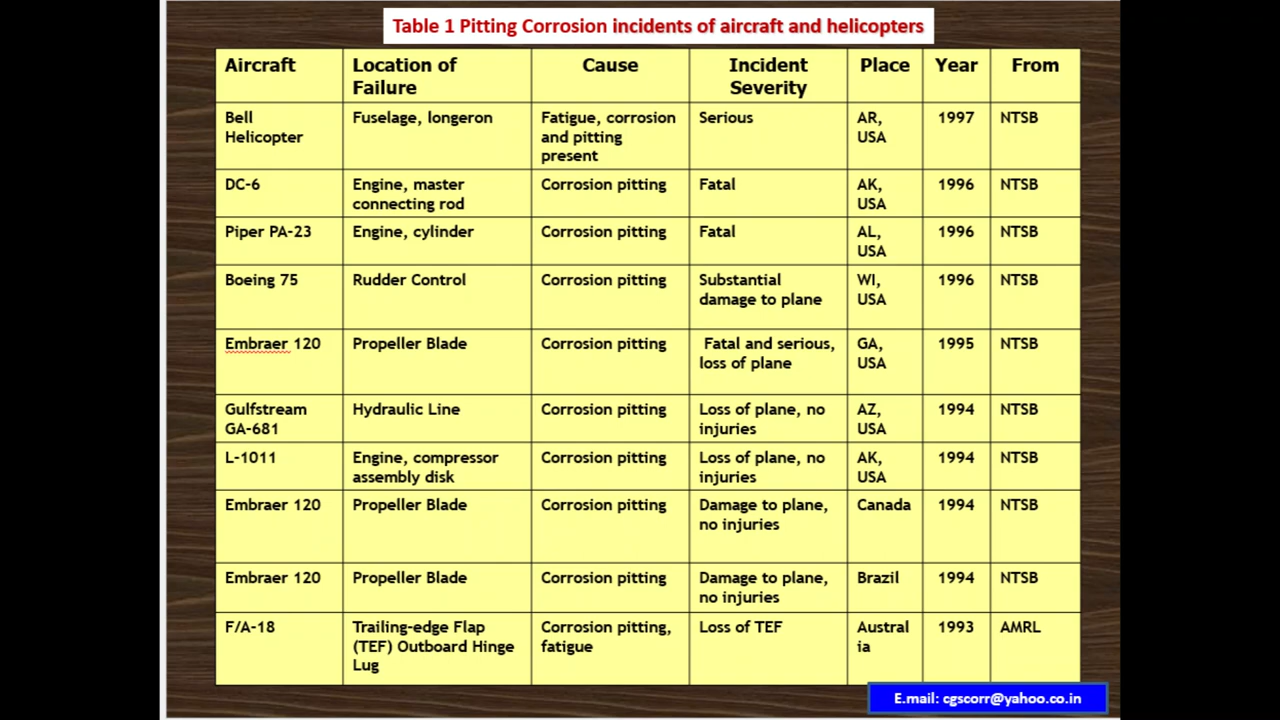 Table 1 Pitting Corrosion incidents of aircraft and helicopters
Aircraft Location of Failure Cause Incident Severity Place Year From
Bell Helicopter Fuselage, longeron Fatigue, corrosion and pitting present Serious AR, USA 1997 NTSB
DC-6 Engine, master connecting rod Corrosion pitting Fatal AK, USA 1996 NTSB
Piper PA-23 Engine, cylinder Corrosion pitting Fatal AL, USA 1996 NTSB
Boeing 75 Rudder Control Corrosion pitting Substantial damage to plane WI, USA 1996 NTSB
Embraer 120 Propeller Blade Corrosion pitting Fatal and serious, loss of plane GA, USA 1995 NTSB
Gulfstream GA-681 Hydraulic Line Corrosion pitting Loss of plane, no injuries AZ, USA 1994 NTSB
L-1011 Engine, compressor assembly disk Corrosion pitting Loss of plane, no injuries AK, USA 1994 NTSB
Embraer 120 Propeller Blade Corrosion pitting Damage to plane, no injuries Canada 1994 NTSB
Embraer 120 Propeller Blade Corrosion pitting Damage to plane, no injuries Brazil 1994 NTSB
F/A-18 Trailing-edge Flap (TEF) Outboard Hinge Lug Corrosion pitting, fatigue Loss of TEF Austral ia 1993 AMRL
E.mail: cgscorr@yahoo.co.in